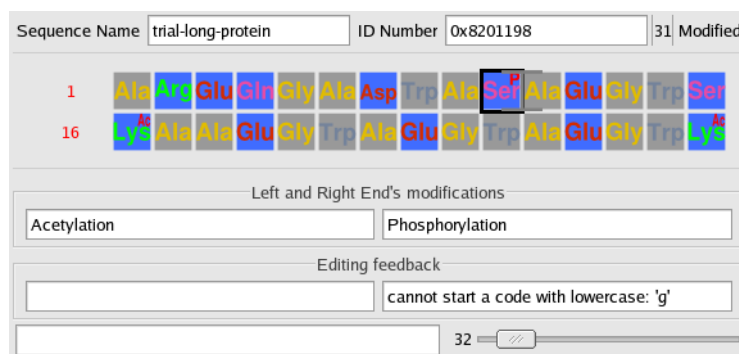 Sequence Name trial-long-protein ID Number 0x8201198 31 Modified
1 Ala Arg Glu Gln Gly Ala Asp Trp Ala Ser P Ala Glu Gly Trp Ser
16 Lys Ac Ala Ala Glu Gly Trp Ala Glu Gly Trp Ala Glu Gly Trp Lys Ac
Left and Right End's modifications
Acetylation Phosphorylation
Editing feedback
cannot start a code with lowercase: 'g'
32